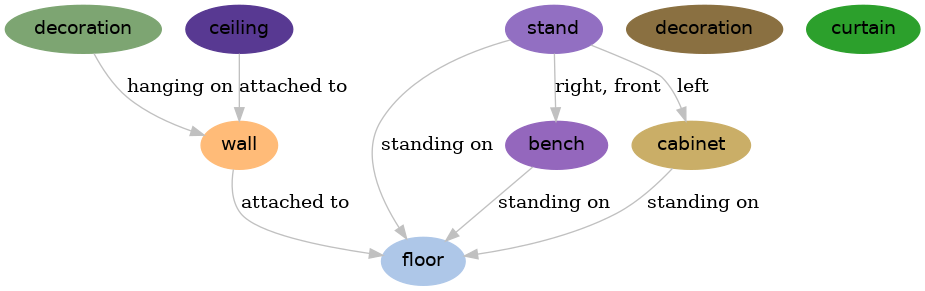 decoration
ceiling
stand
decoration
curtain
hanging on
attached to
right, front
left
wall
standing on
bench
cabinet
attached to
standing on
standing on
floor